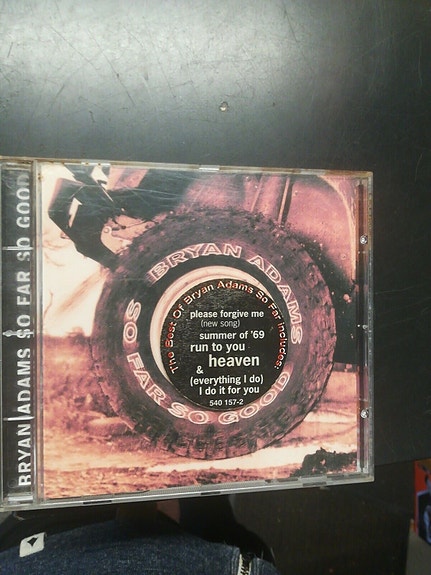 BRYAN ADAMS SO FAR SO GOOD
BRYAN ADAMS
SO FAR SO GOOD
The Best Of Bryan Adams So Far Includes:
please forgive me
(new song)
summer of '69
run to you
heaven
&
(everything I do)
I do it for you
540 157-2